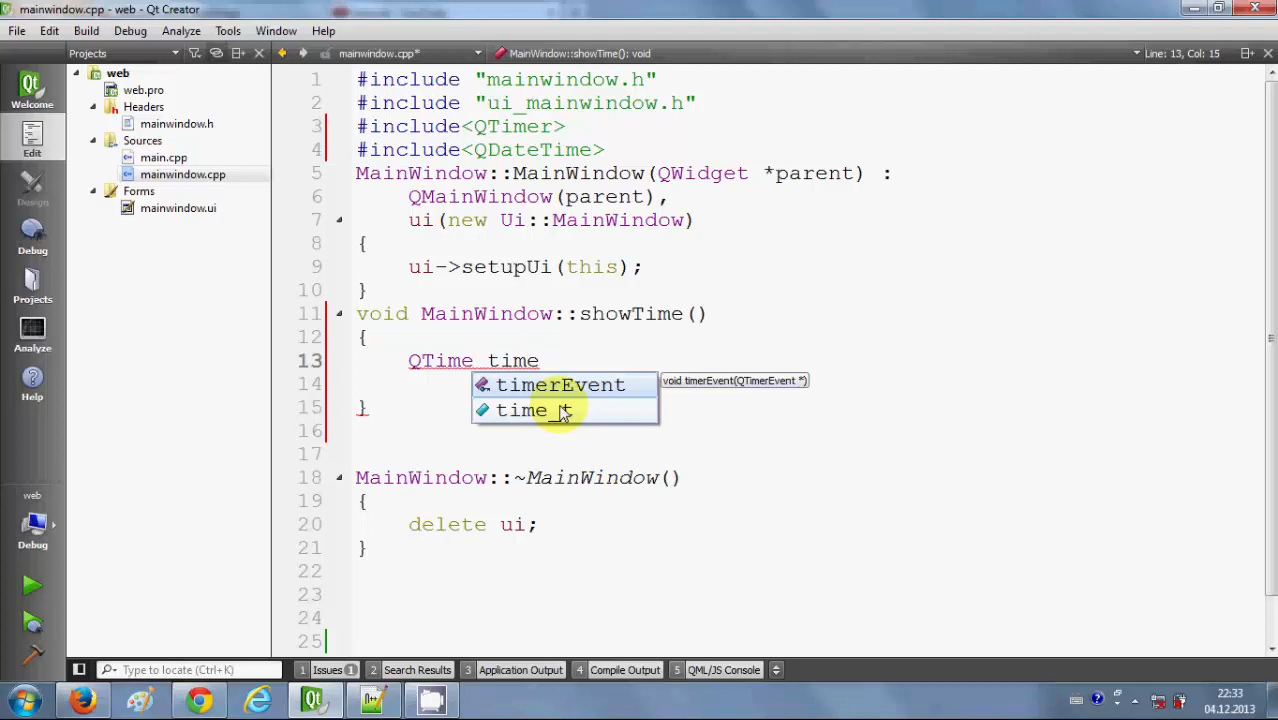 mainwindow.cpp - web - Qt Creator
File Edit Build Debug Analyze Tools Window Help
Projects mainwindow.cpp* MainWindow::showTime(): void Line: 13, Col: 15
Welcome
Edit
Design
Debug
Projects
Analyze
Help
web
Debug
web
web.pro
Headers
mainwindow.h
Sources
main.cpp
mainwindow.cpp
Forms
mainwindow.ui
1 #include "mainwindow.h"
2 #include "ui_mainwindow.h"
3 #include<QTimer>
4 #include<QDateTime>
5 MainWindow::MainWindow(QWidget *parent) :
6 QMainWindow(parent),
7 ui(new Ui::MainWindow)
8 {
9 ui->setupUi(this);
10 }
11 void MainWindow::showTime()
12 {
13 QTime time
timerEvent void timerEvent(QTimerEvent *)
14
time_t
15 }
16
17
18 MainWindow::~MainWindow()
19 {
20 delete ui;
21 }
22
23
24
25
Type to locate (Ctrl+K) 1 Issues 1 2 Search Results 3 Application Output 4 Compile Output 5 QML/JS Console
22:33
04.12.2013